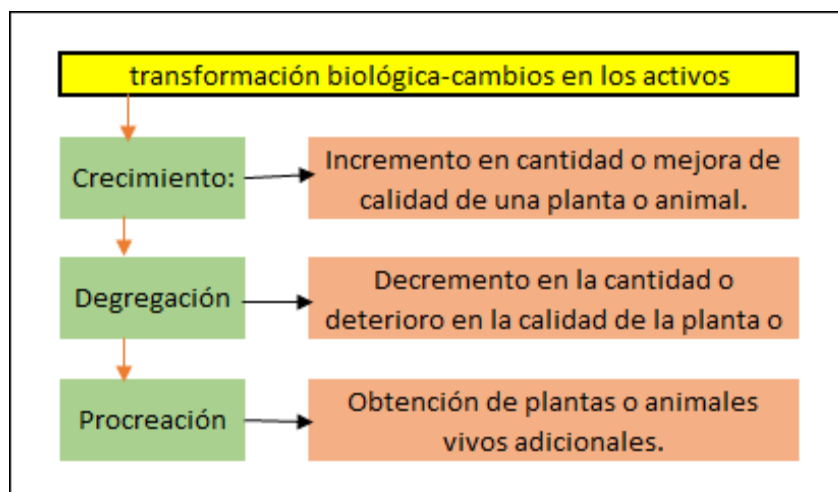 transformación biológica-cambios en los activos
Crecimiento:
Incremento en cantidad o mejora de
calidad de una planta o animal.
Degregación
Decremento en la cantidad o
deterioro en la calidad de la planta o
Procreación
Obtención de plantas o animales
vivos adicionales.